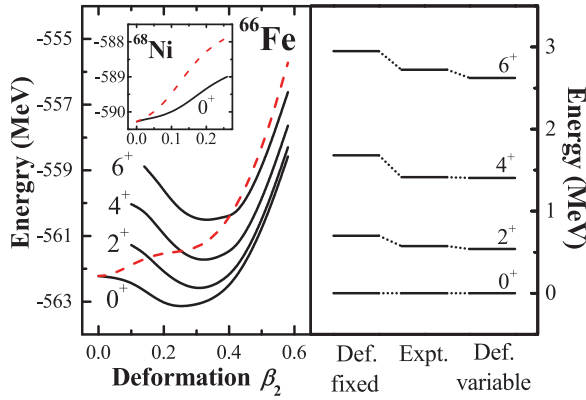 -555
-557
-559
-561
-563
Energry (MeV)
66Fe
-588
-589
-590
68Ni
0+
0.0 0.1 0.2
6+
4+
2+
0+
0.0 0.2 0.4 0.6
Deformation β2
6+
4+
2+
0+
3
2
1
0
Energy (MeV)
Def. Expt. Def.
fixed variable